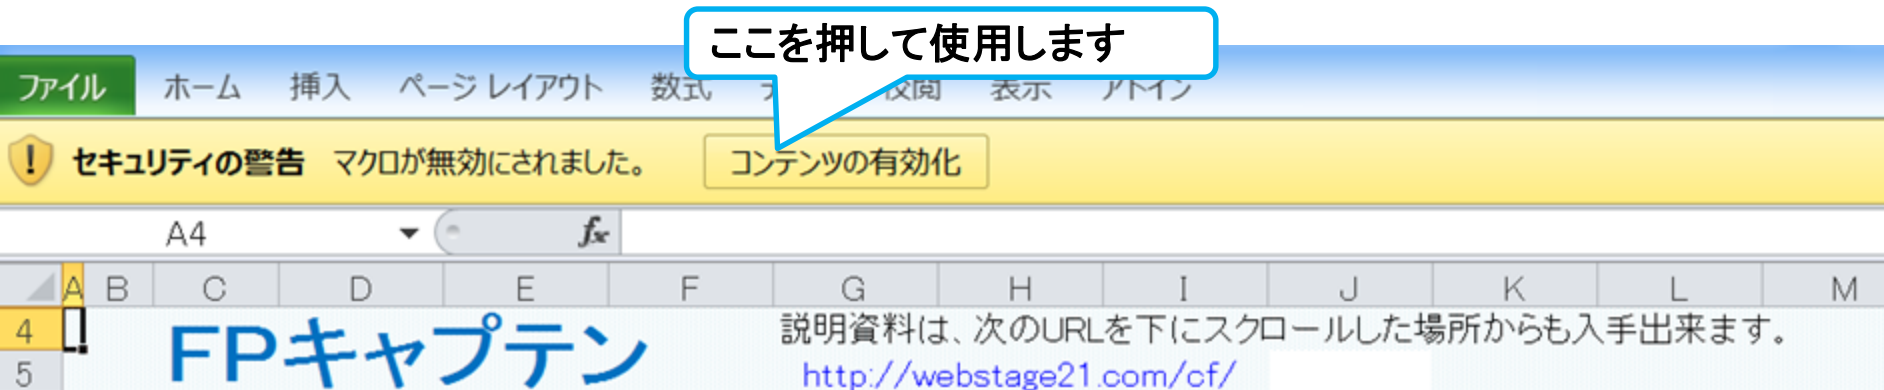 ここを押して使用します
ファイル ホーム 挿入 ページ レイアウト 数式 校閲 表示 アドイン
セキュリティの警告 マクロが無効にされました。 コンテンツの有効化
A4 fx
A B C D E F G H I J K L M
4 FPキャプテン 説明資料は、次のURLを下にスクロールした場所からも入手出来ます。
5 http://webstage21.com/cf/